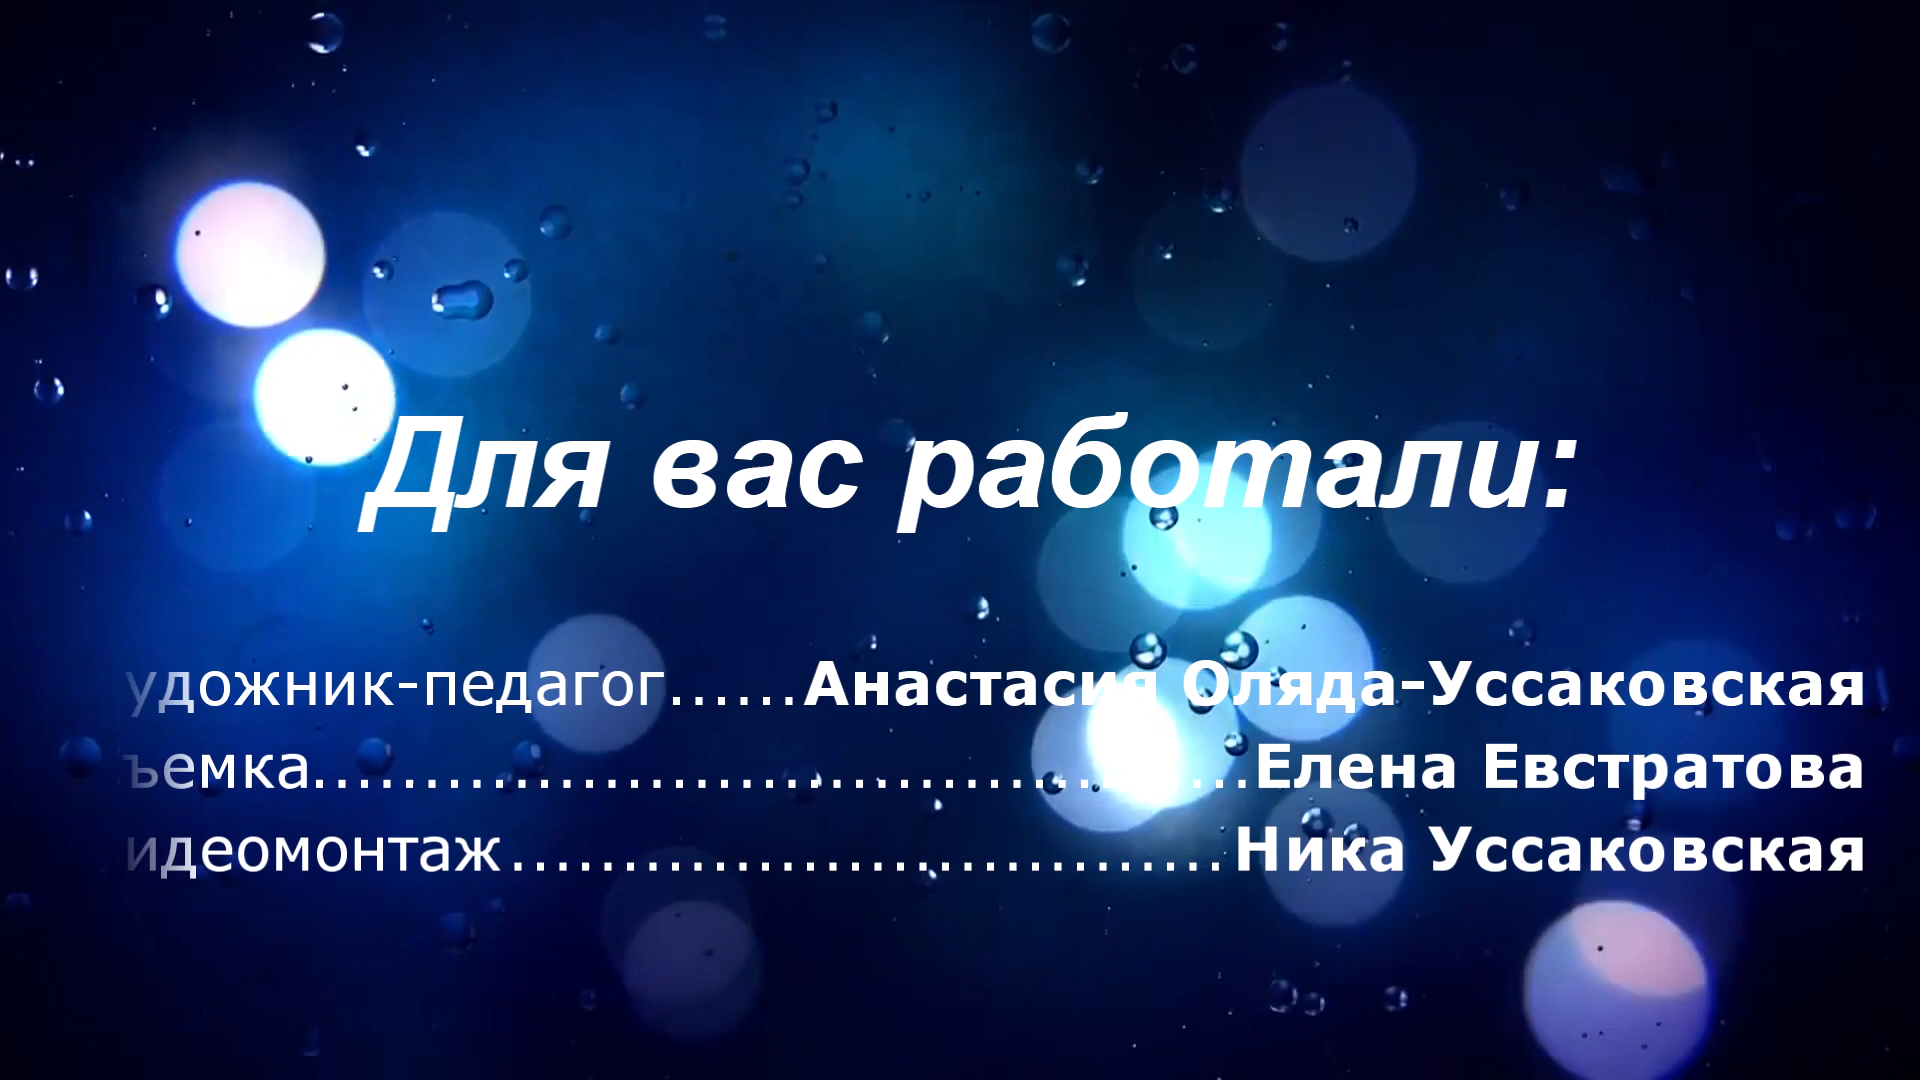 Для вас работали:
удожник-педагог......Анастасия Оляда-Уссаковская
ъемка..................................Елена Евстратова
идеомонтаж................................Ника Уссаковская